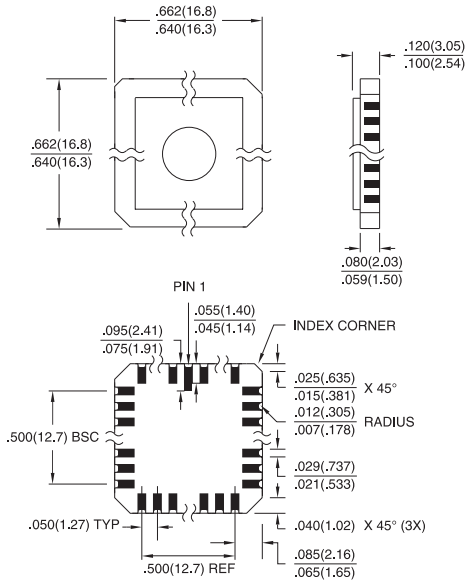 .662(16.8)
.640(16.3)
.120(3.05)
.100(2.54)
.662(16.8)
.640(16.3)
.080(2.03)
.059(1.50)
PIN 1
.055(1.40)
.045(1.14)
.095(2.41)
.075(1.91)
INDEX CORNER
.025(.635)
.015(.381)
X 45°
.012(.305)
.007(.178)
RADIUS
.500(12.7) BSC
.029(.737)
.021(.533)
.050(1.27) TYP
.040(1.02) X 45° (3X)
.500(12.7) REF
.085(2.16)
.065(1.65)